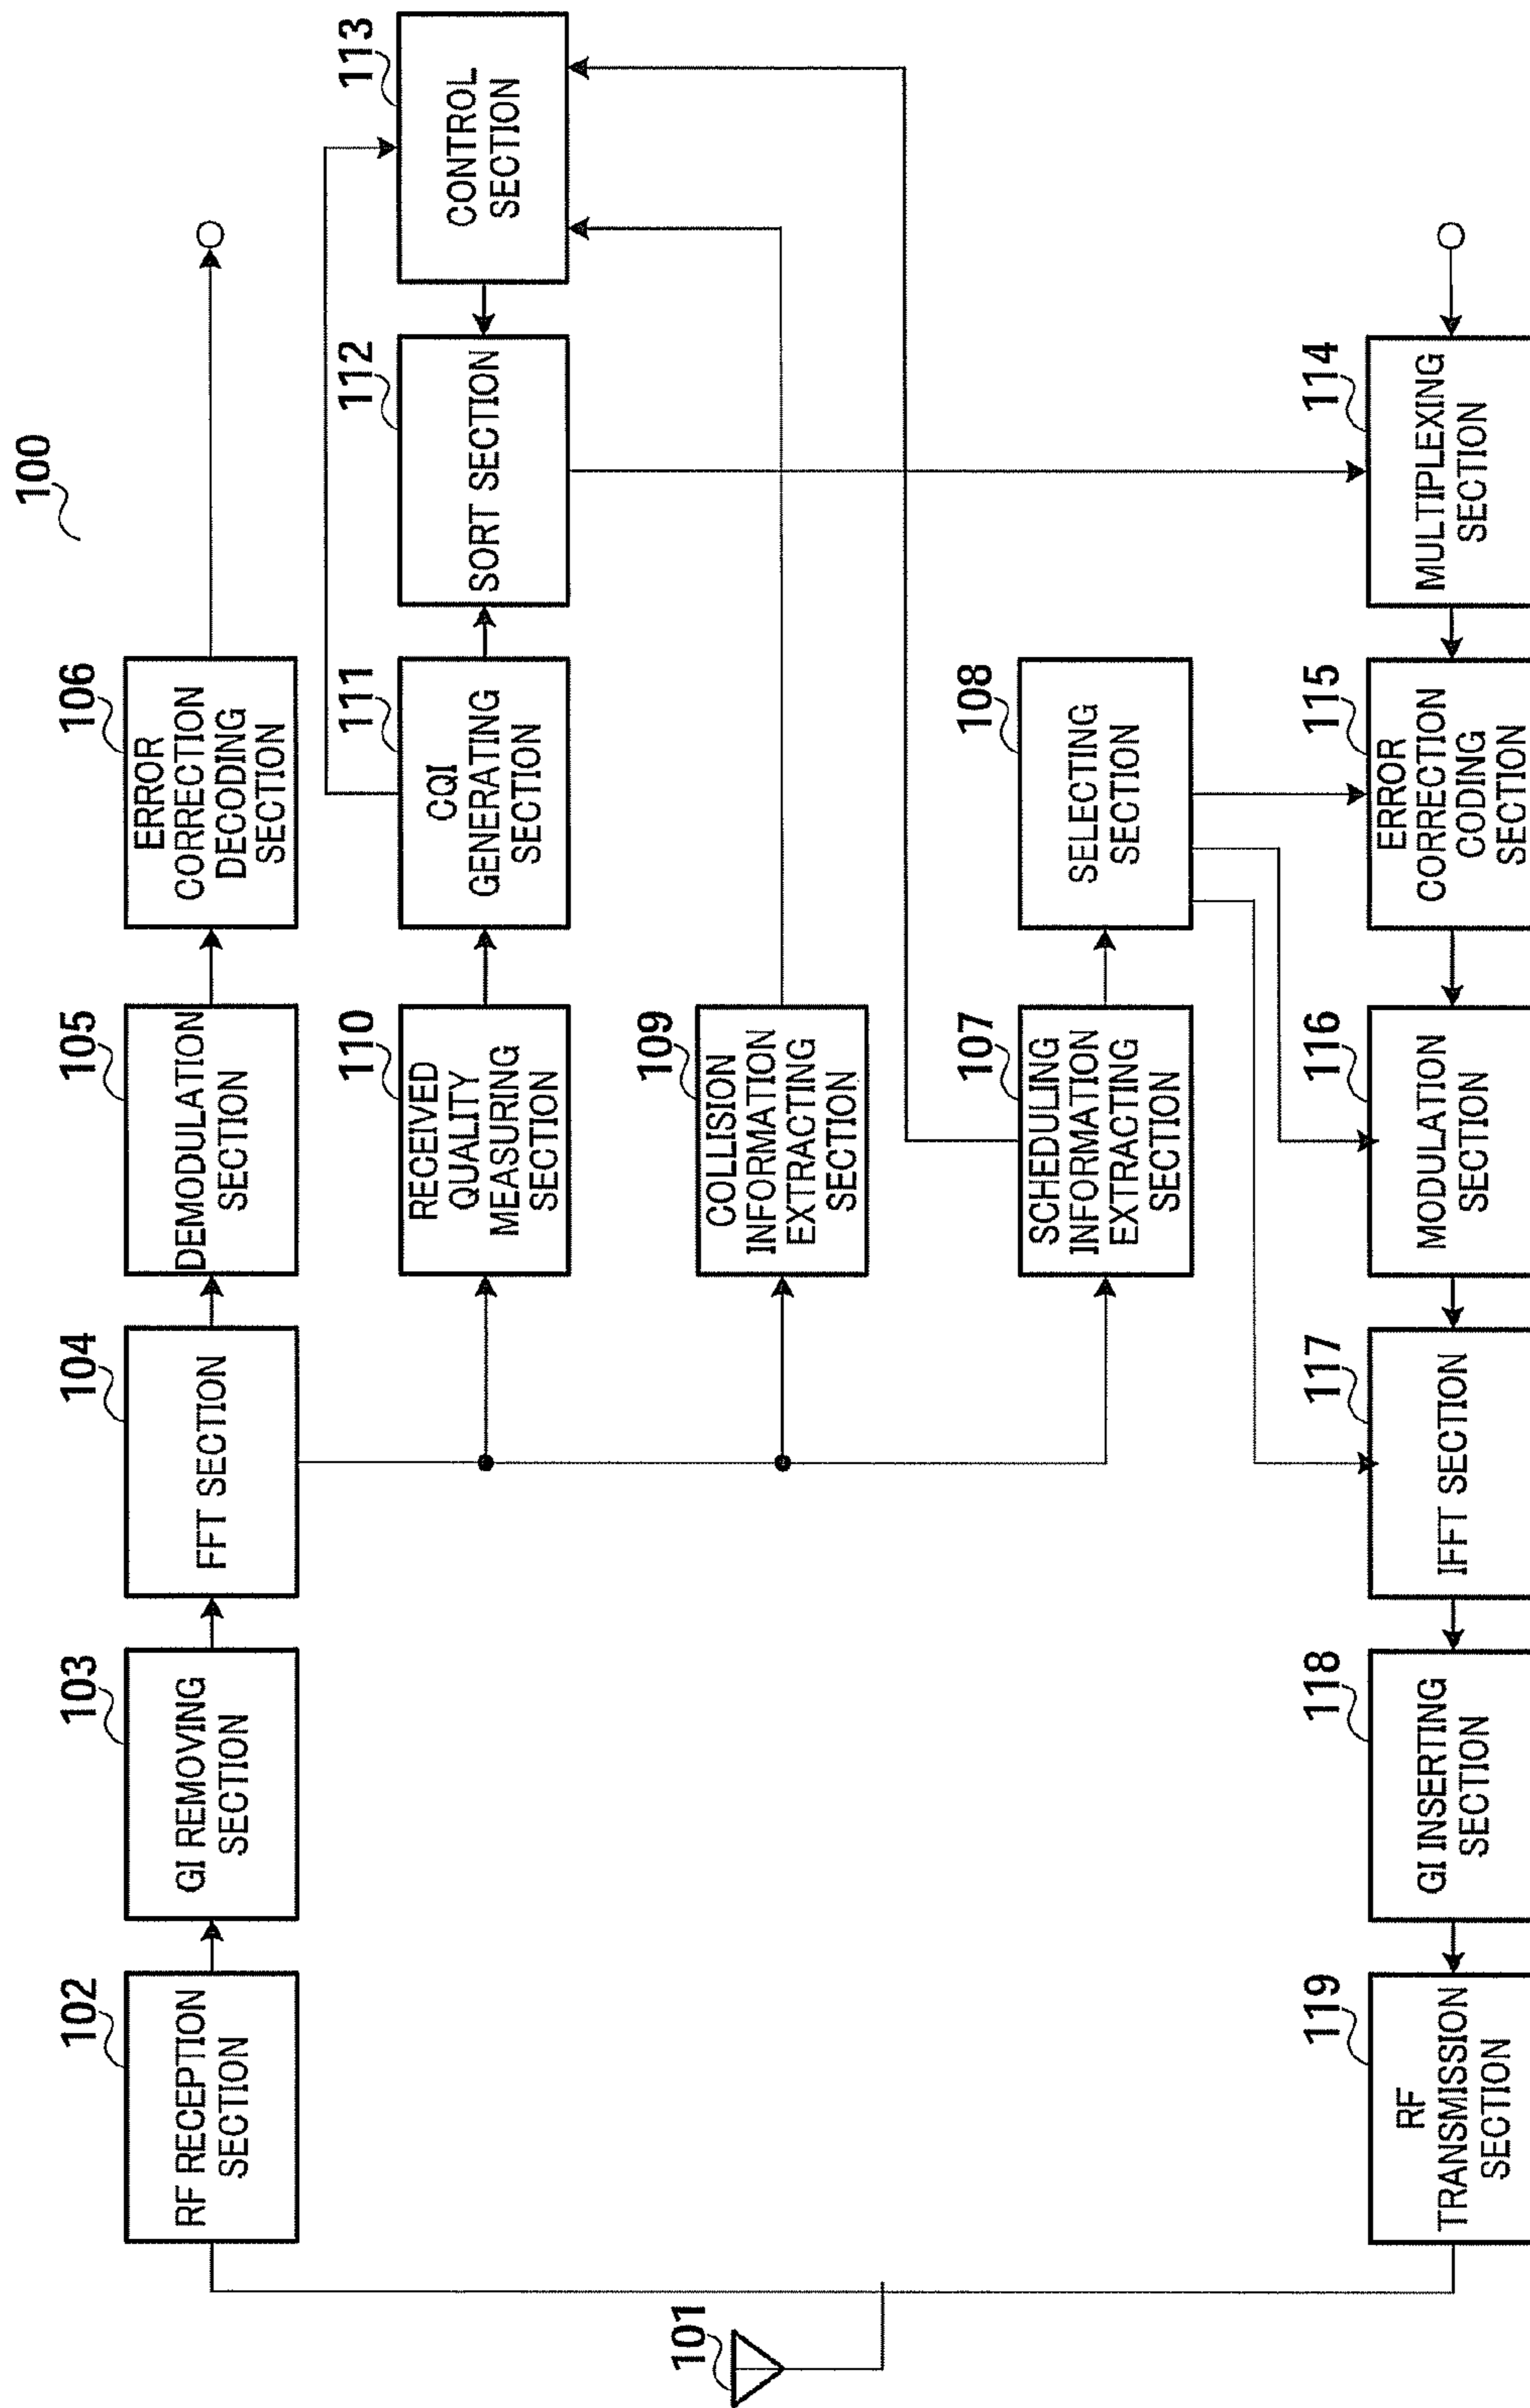 100
101
102
RF RECEPTION
SECTION
103
GI REMOVING
SECTION
104
FFT SECTION
105
DEMODULATION
SECTION
106
ERROR
CORRECTION
DECODING
SECTION
110
RECEIVED
QUALITY
MEASURING
SECTION
111
CQI
GENERATING
SECTION
112
SORT SECTION
113
CONTROL
SECTION
109
COLLISION
INFORMATION
EXTRACTING
SECTION
107
SCHEDULING
INFORMATION
EXTRACTING
SECTION
108
SELECTING
SECTION
119
RF
TRANSMISSION
SECTION
118
GI INSERTING
SECTION
117
IFFT SECTION
116
MODULATION
SECTION
115
ERROR
CORRECTION
CODING
SECTION
114
MULTIPLEXING
SECTION